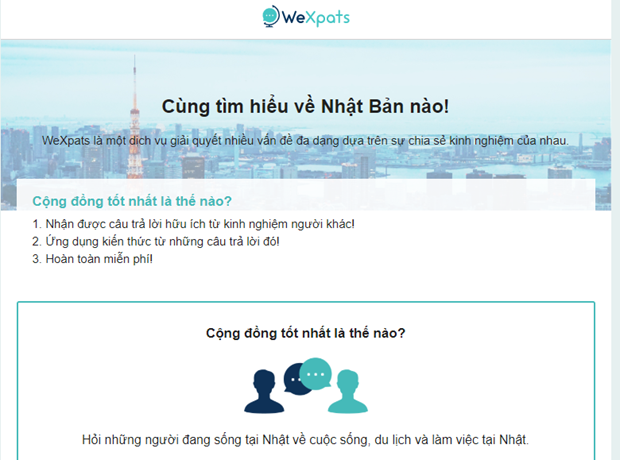 WeXpats
Cùng tìm hiểu về Nhật Bản nào!
WeXpats là một dịch vụ giải quyết nhiều vấn đề đa dạng dựa trên sự chia sẻ kinh nghiệm của nhau.
Cộng đồng tốt nhất là thế nào?
1. Nhận được câu trả lời hữu ích từ kinh nghiệm người khác!
2. Ứng dụng kiến thức từ những câu trả lời đó!
3. Hoàn toàn miễn phí!
Cộng đồng tốt nhất là thế nào?
Hỏi những người đang sống tại Nhật về cuộc sống, du lịch và làm việc tại Nhật.